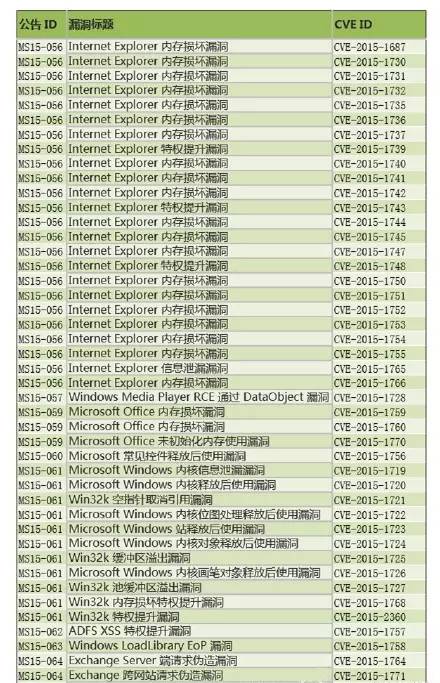 公告 ID 漏洞标题 CVE ID
MS15-056 Internet Explorer 内存损坏漏洞 CVE-2015-1687
MS15-056 Internet Explorer 内存损坏漏洞 CVE-2015-1730
MS15-056 Internet Explorer 内存损坏漏洞 CVE-2015-1731
MS15-056 Internet Explorer 内存损坏漏洞 CVE-2015-1732
MS15-056 Internet Explorer 内存损坏漏洞 CVE-2015-1735
MS15-056 Internet Explorer 内存损坏漏洞 CVE-2015-1736
MS15-056 Internet Explorer 内存损坏漏洞 CVE-2015-1737
MS15-056 Internet Explorer 特权提升漏洞 CVE-2015-1739
MS15-056 Internet Explorer 内存损坏漏洞 CVE-2015-1740
MS15-056 Internet Explorer 内存损坏漏洞 CVE-2015-1741
MS15-056 Internet Explorer 内存损坏漏洞 CVE-2015-1742
MS15-056 Internet Explorer 特权提升漏洞 CVE-2015-1743
MS15-056 Internet Explorer 内存损坏漏洞 CVE-2015-1744
MS15-056 Internet Explorer 内存损坏漏洞 CVE-2015-1745
MS15-056 Internet Explorer 内存损坏漏洞 CVE-2015-1747
MS15-056 Internet Explorer 特权提升漏洞 CVE-2015-1748
MS15-056 Internet Explorer 内存损坏漏洞 CVE-2015-1750
MS15-056 Internet Explorer 内存损坏漏洞 CVE-2015-1751
MS15-056 Internet Explorer 内存损坏漏洞 CVE-2015-1752
MS15-056 Internet Explorer 内存损坏漏洞 CVE-2015-1753
MS15-056 Internet Explorer 内存损坏漏洞 CVE-2015-1754
MS15-056 Internet Explorer 内存损坏漏洞 CVE-2015-1755
MS15-056 Internet Explorer 信息泄漏漏洞 CVE-2015-1765
MS15-056 Internet Explorer 内存损坏漏洞 CVE-2015-1766
MS15-057 Windows Media Player RCE 通过 DataObject 漏洞 CVE-2015-1728
MS15-059 Microsoft Office 内存损坏漏洞 CVE-2015-1759
MS15-059 Microsoft Office 内存损坏漏洞 CVE-2015-1760
MS15-059 Microsoft Office 未初始化内存使用漏洞 CVE-2015-1770
MS15-060 Microsoft 常见控件释放后使用漏洞 CVE-2015-1756
MS15-061 Microsoft Windows 内核信息泄漏漏洞 CVE-2015-1719
MS15-061 Microsoft Windows 内核释放后使用漏洞 CVE-2015-1720
MS15-061 Win32k 空指针取消引用漏洞 CVE-2015-1721
MS15-061 Microsoft Windows 内核位图处理释放后使用漏洞 CVE-2015-1722
MS15-061 Microsoft Windows 站释放后使用漏洞 CVE-2015-1723
MS15-061 Microsoft Windows 内核对象释放后使用漏洞 CVE-2015-1724
MS15-061 Win32k 缓冲区溢出漏洞 CVE-2015-1725
MS15-061 Microsoft Windows 内核画笔对象释放后使用漏洞 CVE-2015-1726
MS15-061 Win32k 池缓冲区溢出漏洞 CVE-2015-1727
MS15-061 Win32k 内存损坏特权提升漏洞 CVE-2015-1768
MS15-061 Win32k 特权提升漏洞 CVE-2015-2360
MS15-062 ADFS XSS 特权提升漏洞 CVE-2015-1757
MS15-063 Windows LoadLibrary EoP 漏洞 CVE-2015-1758
MS15-064 Exchange Server 端请求伪造漏洞 CVE-2015-1764
MS15-064 Exchange 跨网站请求伪造漏洞 CVE-2015-1771